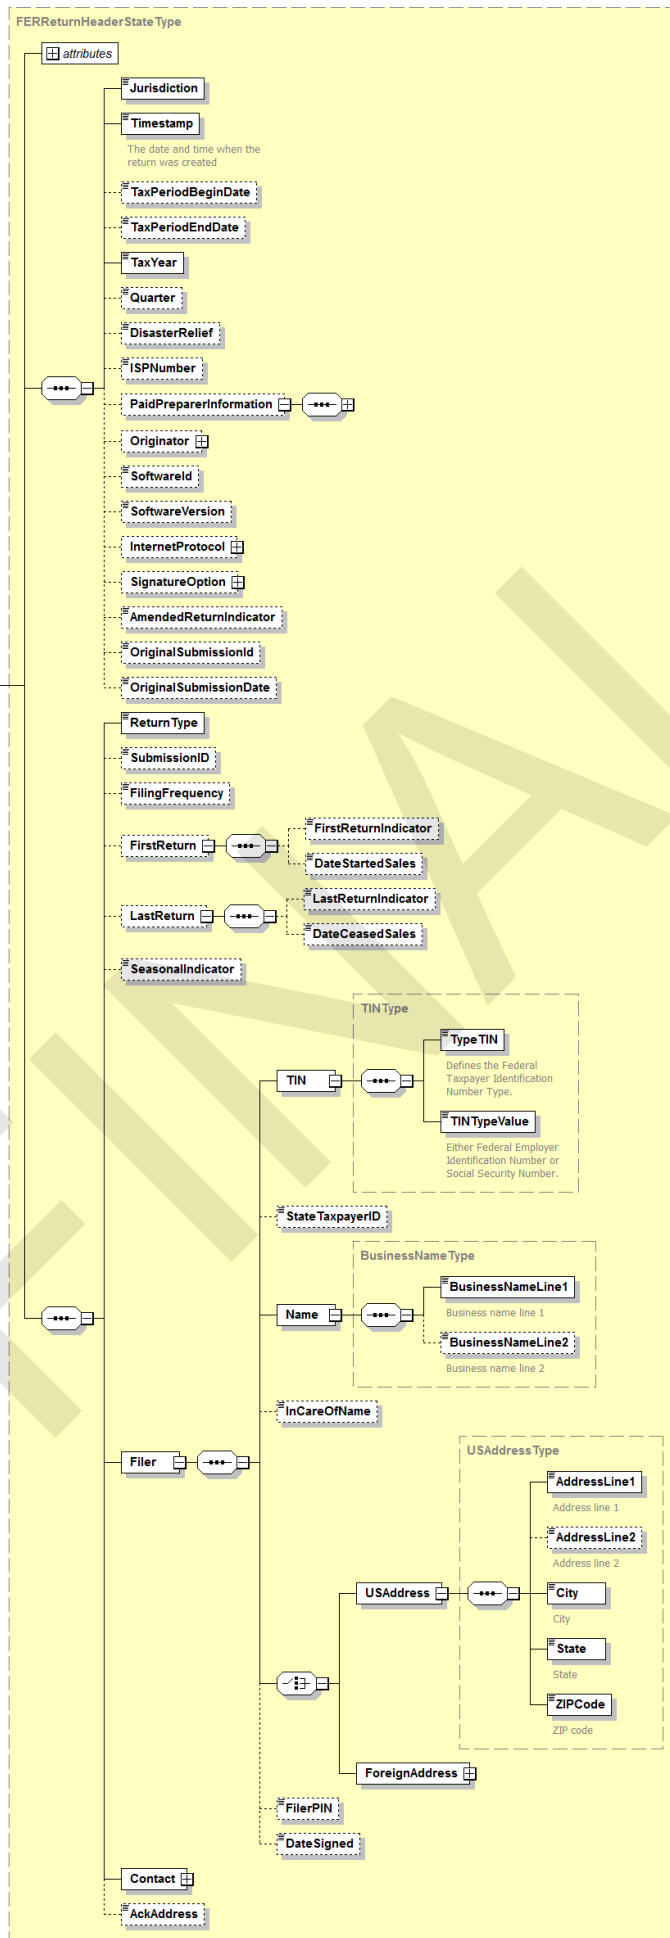 FERReturnHeaderStateType
attributes
Jurisdiction
Timestamp
The date and time when the
return was created
TaxPeriodBeginDate
TaxPeriodEndDate
TaxYear
Quarter
DisasterRelief
ISPNumber
PaidPreparerInformation
Originator
SoftwareId
SoftwareVersion
InternetProtocol
SignatureOption
AmendedReturnIndicator
OriginalSubmissionId
OriginalSubmissionDate
ReturnType
SubmissionID
FilingFrequency
FirstReturn
FirstReturnIndicator
DateStartedSales
LastReturn
LastReturnIndicator
DateCeasedSales
SeasonalIndicator
TINType
TIN
TypeTIN
Defines the Federal
Taxpayer Identification
Number Type.
TINTypeValue
Either Federal Employer
Identification Number or
Social Security Number.
StateTaxpayerID
BusinessNameType
Name
BusinessNameLine1
Business name line 1
BusinessNameLine2
Business name line 2
InCareOfName
Filer
USAddressType
AddressLine1
Address line 1
AddressLine2
Address line 2
USAddress
City
City
State
State
ZIPCode
ZIP code
ForeignAddress
FilerPIN
DateSigned
Contact
AckAddress
FINAL